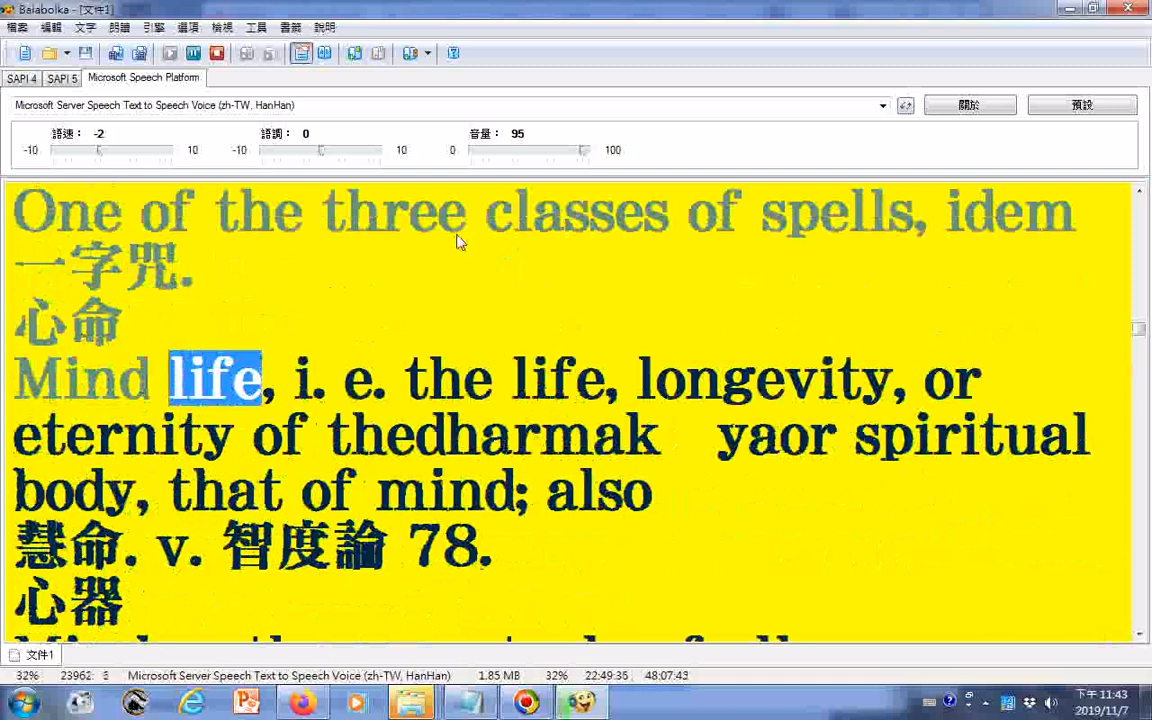 Balabolka - [文件1]
檔案 編輯 文字 朗讀 引擎 選項 檢視 工具 書籤 說明
SAPI 4 SAPI 5 Microsoft Speech Platform
Microsoft Server Speech Text to Speech Voice (zh-TW, HanHan) 關於 預設
語速： -2 語調： 0 音量： 95
-10 10 -10 10 0 100
One of the three classes of spells, idem
一字咒.
心命
Mind life, i. e. the life, longevity, or
eternity of thedharmak yaor spiritual
body, that of mind; also
慧命. v. 智度論 78.
心器
文件1
32% 23962: Microsoft Server Speech Text to Speech Voice (zh-TW, HanHan) 1.85 MB 32% 22:49:35 48:07:43
下午 11:43
2019/11/7